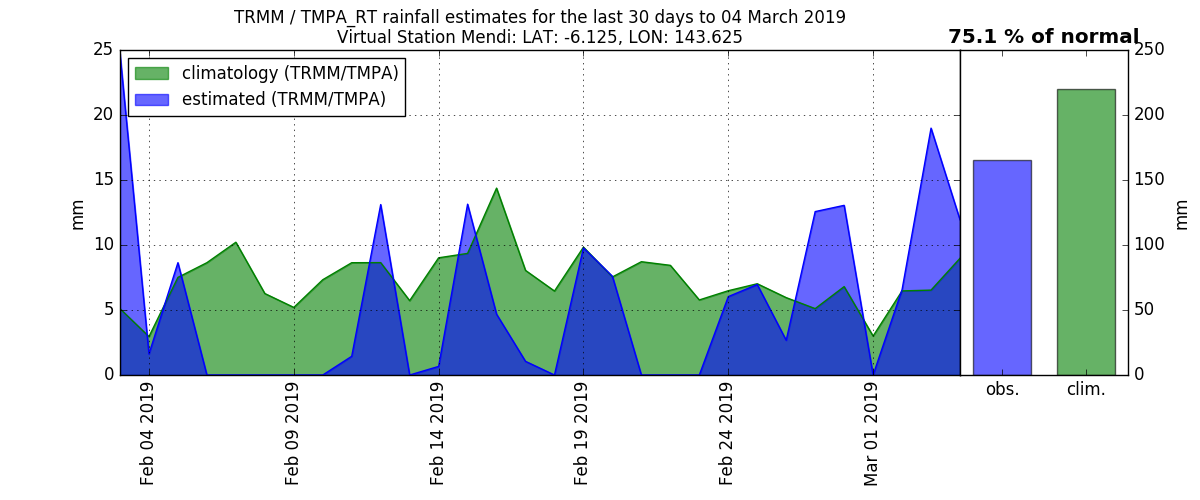 TRMM / TMPA_RT rainfall estimates for the last 30 days to 04 March 2019
Virtual Station Mendi: LAT: -6.125, LON: 143.625
75.1 % of normal
climatology (TRMM/TMPA)
estimated (TRMM/TMPA)
25
20
15
10
5
0
mm
250
200
150
100
50
0
mm
Feb 04 2019
Feb 09 2019
Feb 14 2019
Feb 19 2019
Feb 24 2019
Mar 01 2019
obs.
clim.